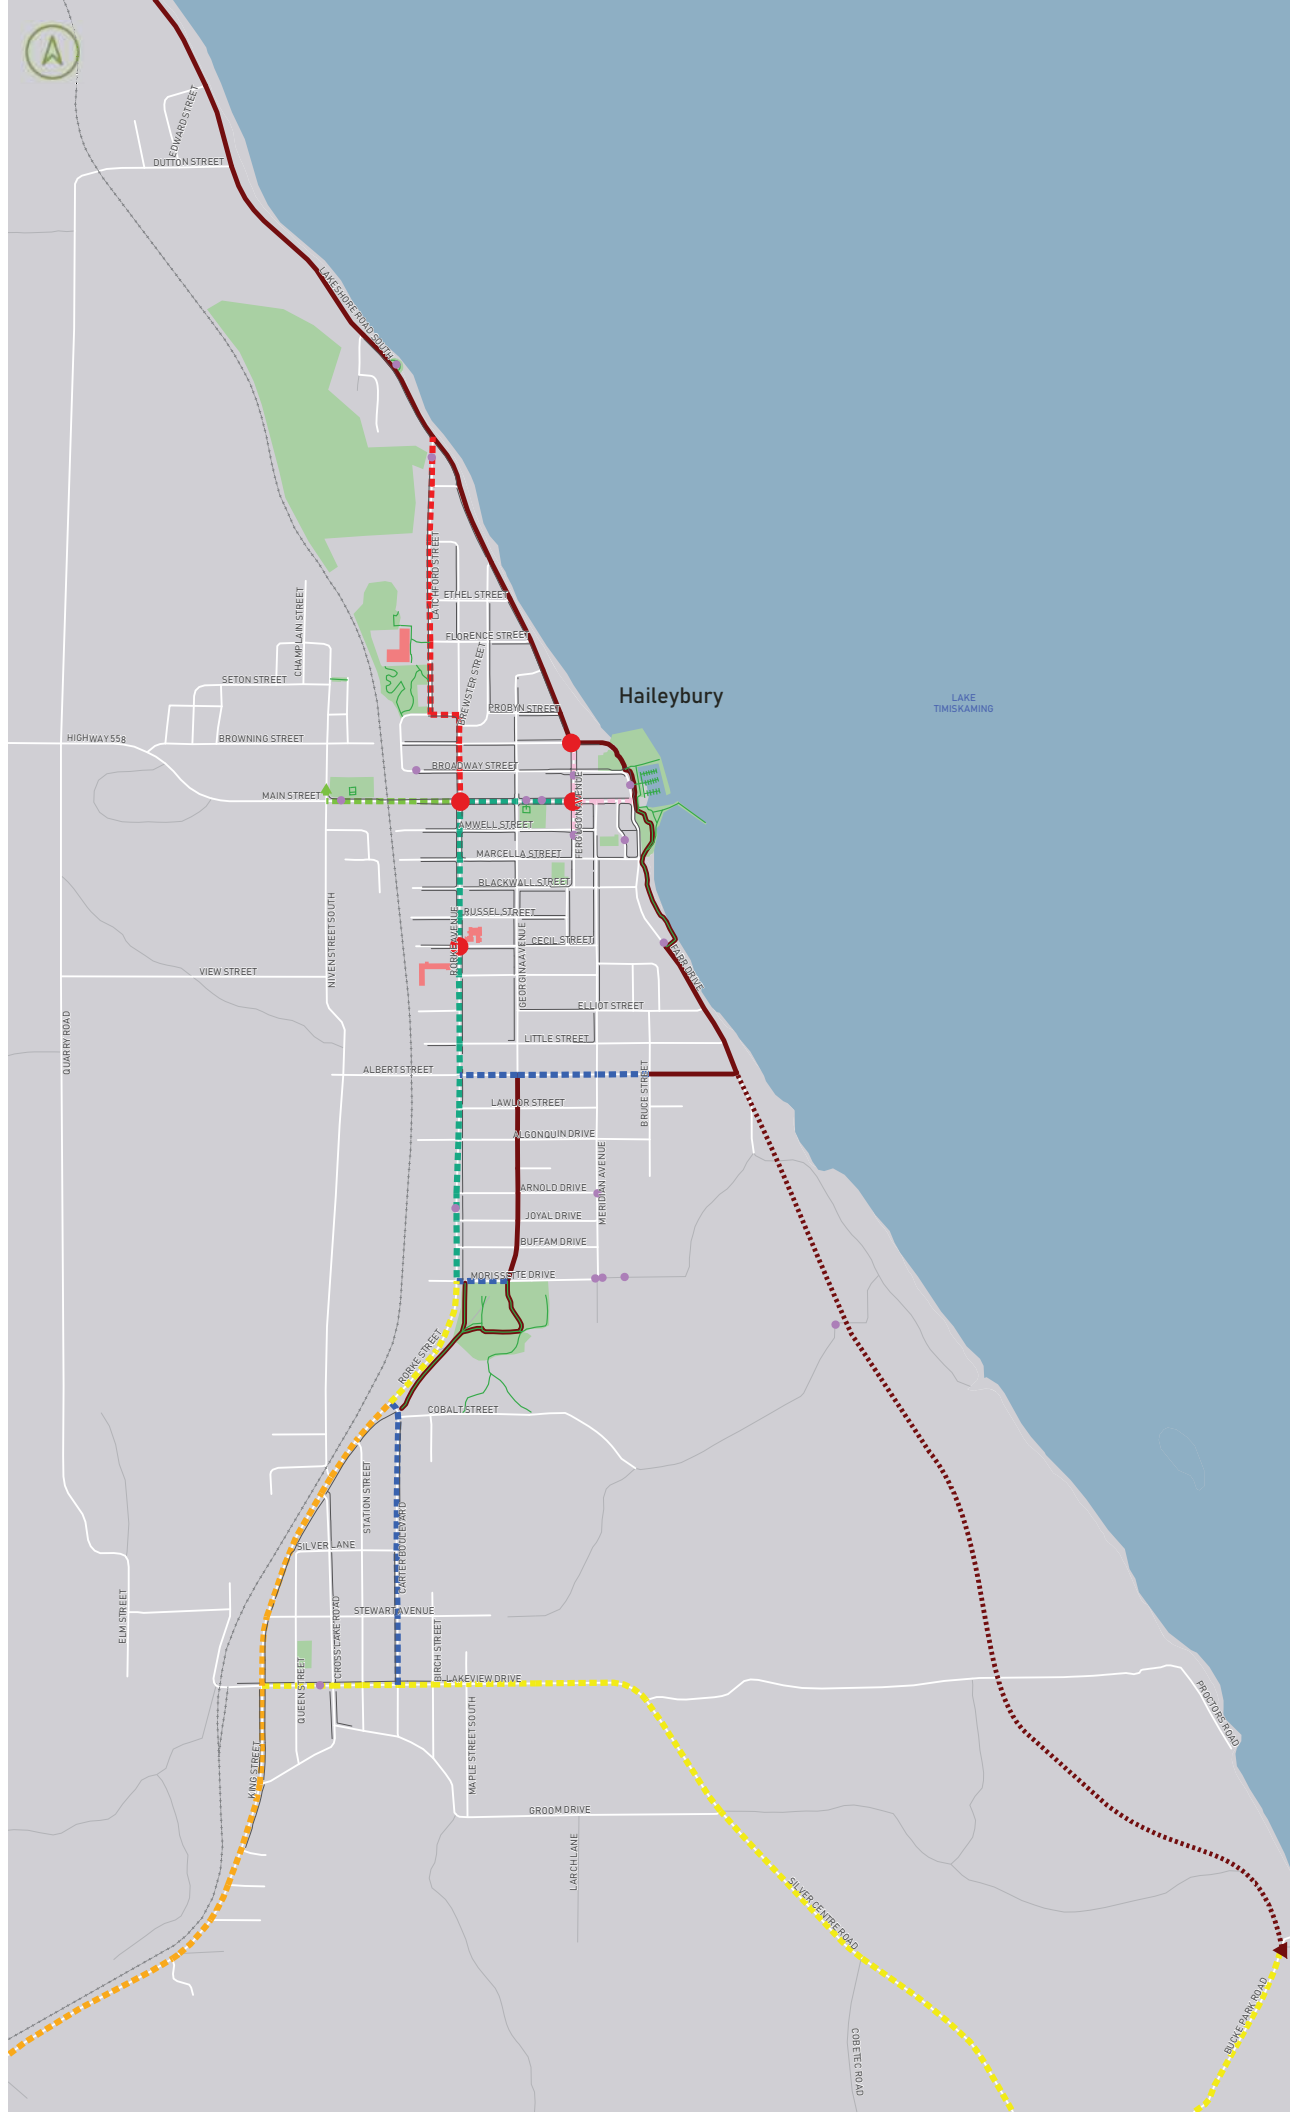 EDWARD STREET
DUTTON STREET
LAKESHORE ROAD SOUTH
LATCHFORD STREET
ETHEL STREET
CHAMPLAIN STREET
FLORENCE STREET
BREWSTER STREET
SETON STREET
Haileybury
LAKE
TIMISKAMING
PROBYN STREET
HIGHWAY 558
BROWNING STREET
BROADWAY STREET
MAIN STREET
FERGUSON AVENUE
AMWELL STREET
MARCELLA STREET
BLACKWALL STREET
RUSSEL STREET
RORKE AVENUE
CECIL STREET
NIVEN STREET SOUTH
GEORGINA AVENUE
FARR DRIVE
VIEW STREET
ELLIOT STREET
QUARRY ROAD
LITTLE STREET
ALBERT STREET
BRUCE STREET
LAWLOR STREET
ALGONQUIN DRIVE
MERIDIAN AVENUE
ARNOLD DRIVE
JOYAL DRIVE
BUFFAM DRIVE
MORISSETTE DRIVE
RORKE STREET
COBALT STREET
STATION STREET
CARTER BOULEVARD
SILVER LANE
ELM STREET
CROSS LAKE ROAD
STEWART AVENUE
BIRCH STREET
LAKEVIEW DRIVE
QUEEN STREET
PROCTORS ROAD
MAPLE STREET SOUTH
KING STREET
GROOM DRIVE
LARCH LANE
SILVER CENTRE ROAD
BUCKE PARK ROAD
COBETEC ROAD